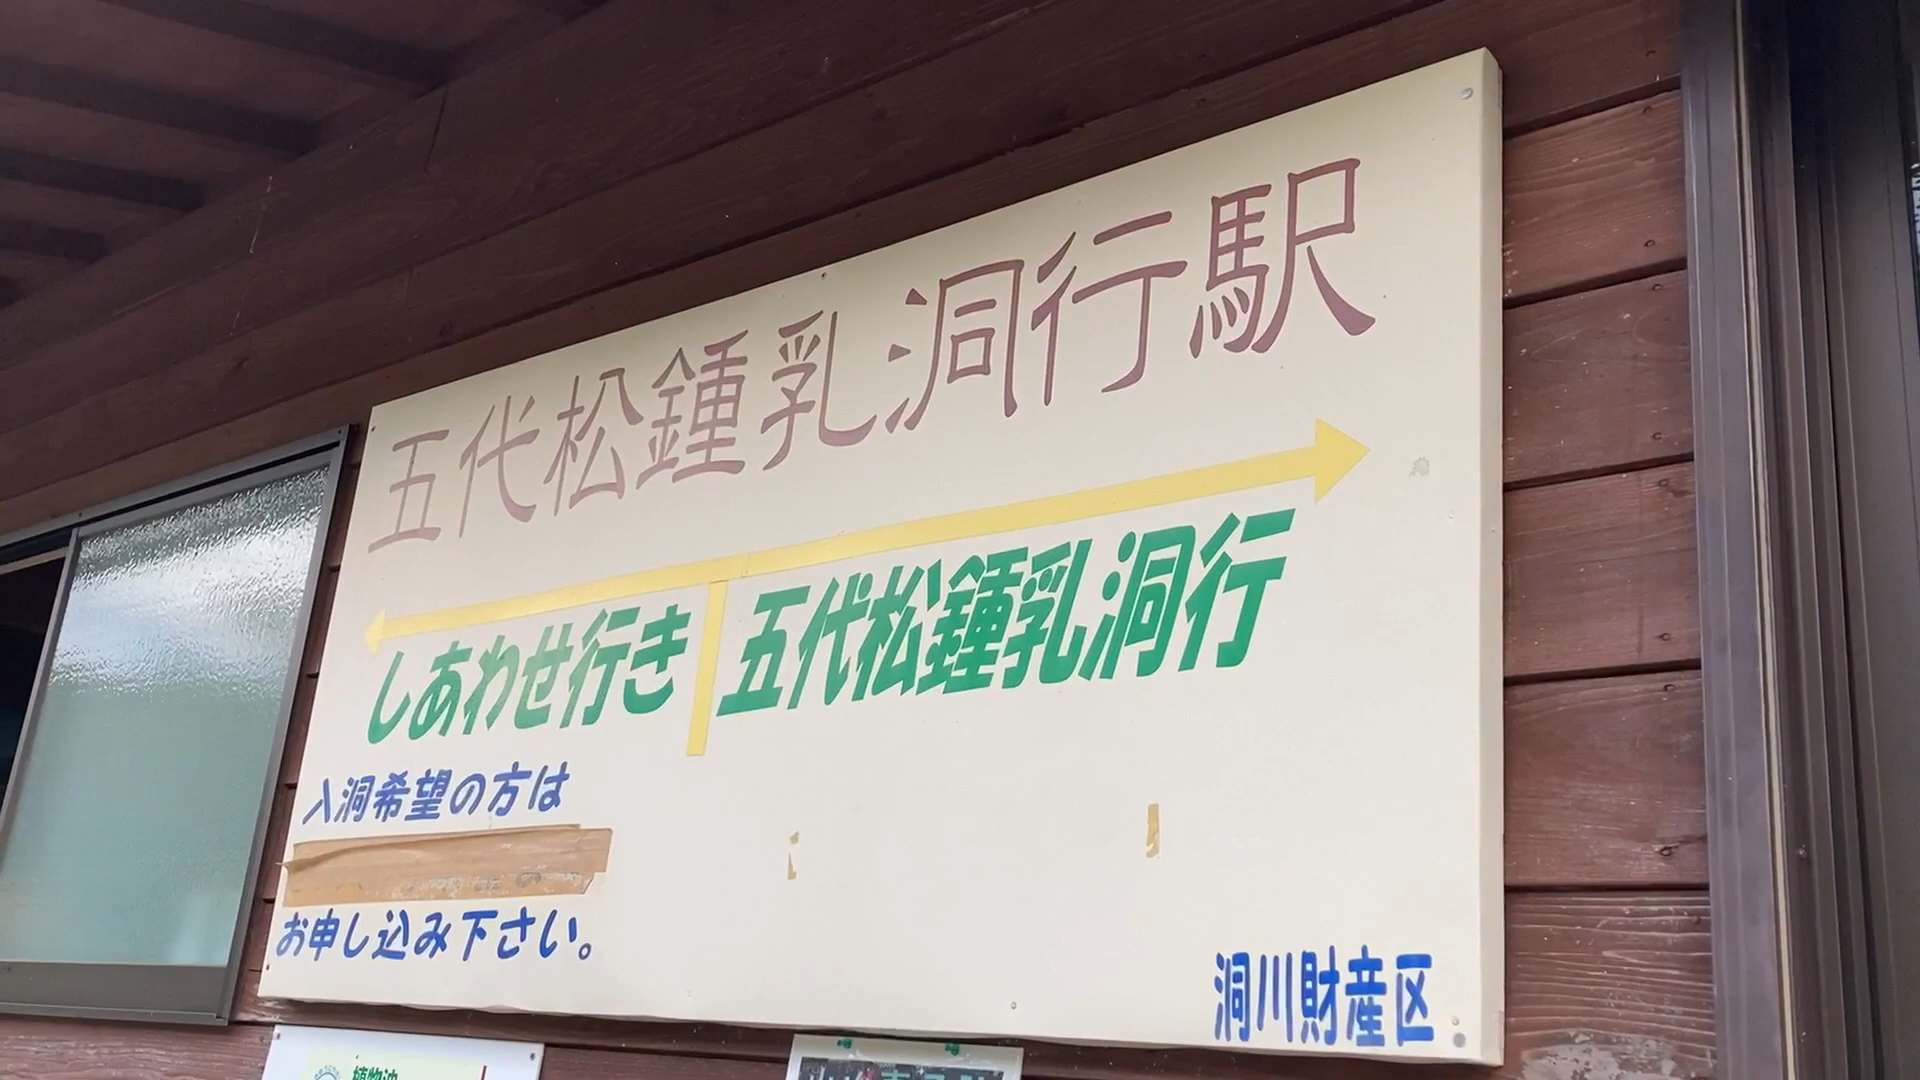 五代松鍾乳洞行駅
しあわせ行き 五代松鍾乳洞行
入洞希望の方は
お申し込み下さい。
洞川財産区